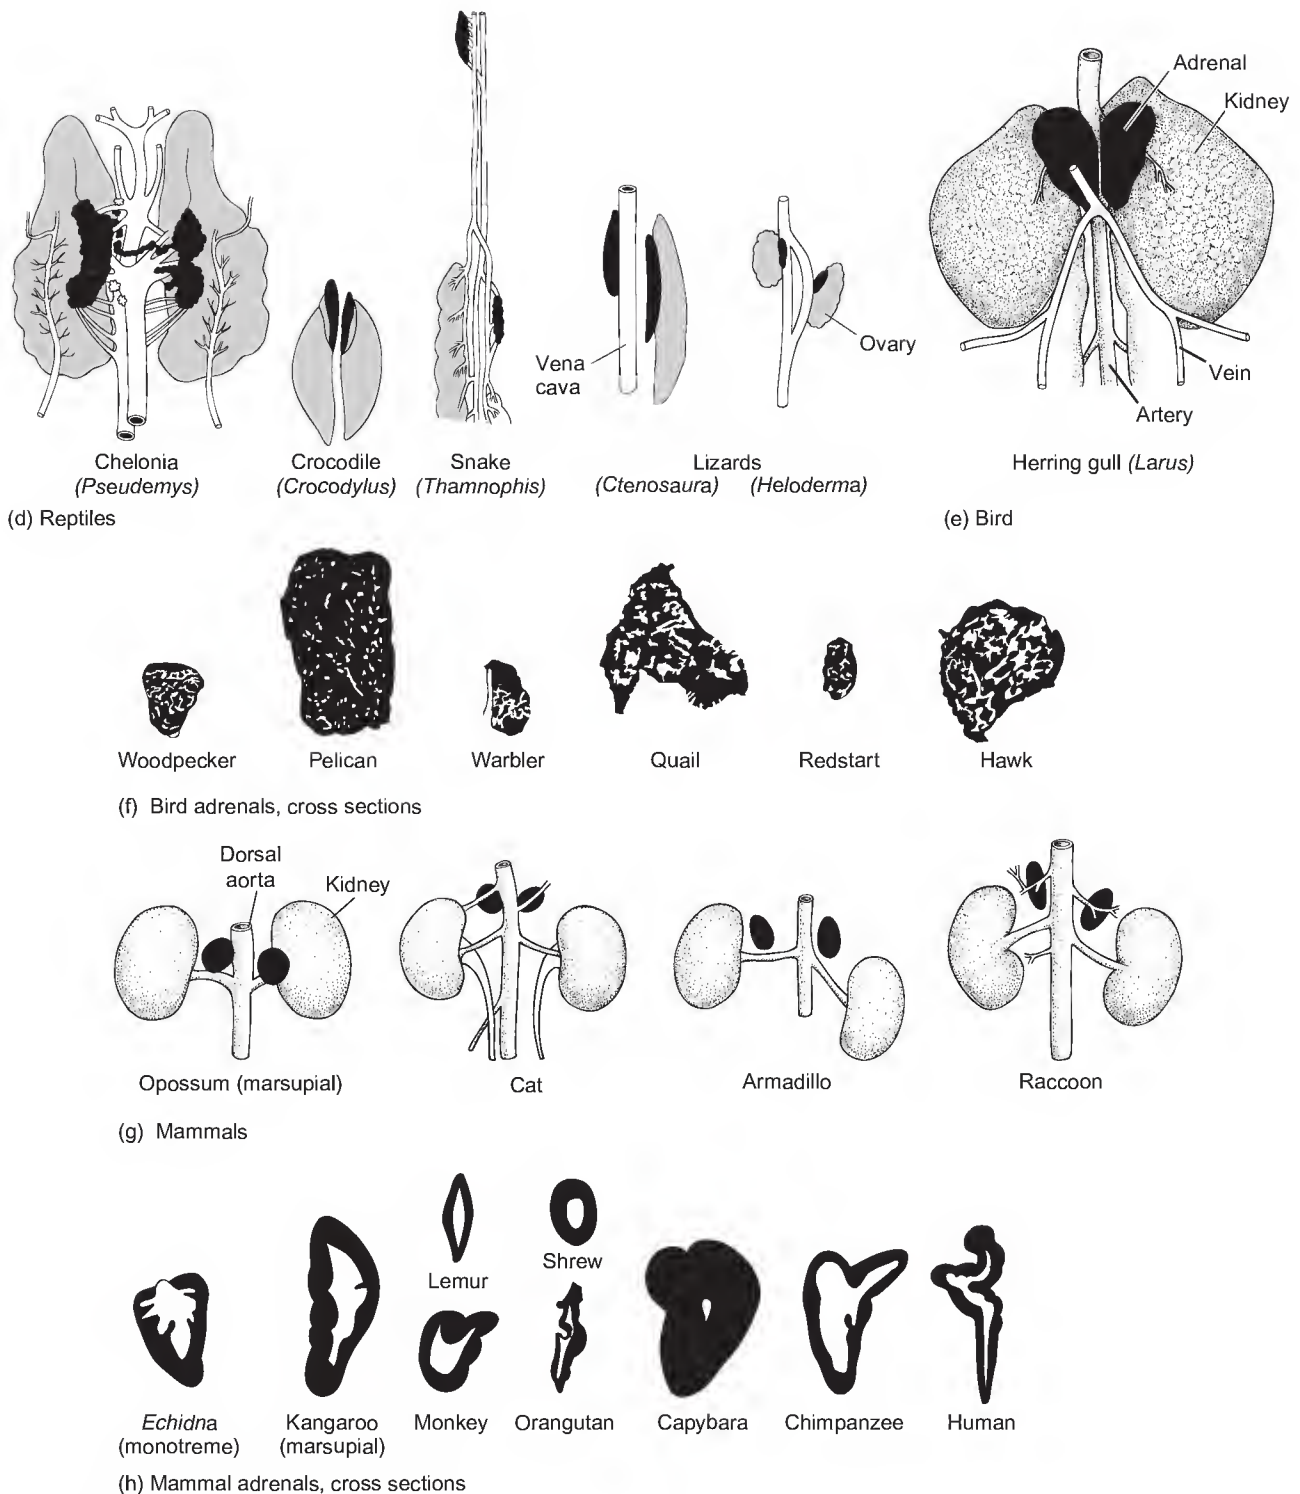 Adrenal
Kidney
Vena
cava
Ovary
Vein
Artery
Chelonia
(Pseudemys)
Crocodile
(Crocodylus)
Snake
(Thamnophis)
Lizards
(Ctenosaura) (Heloderma)
Herring gull (Larus)
(d) Reptiles
(e) Bird
Woodpecker
Pelican
Warbler
Quail
Redstart
Hawk
(f) Bird adrenals, cross sections
Dorsal
aorta
Kidney
Opossum (marsupial)
Cat
Armadillo
Raccoon
(g) Mammals
Lemur
Shrew
Echidna
(monotreme)
Kangaroo
(marsupial)
Monkey
Orangutan
Capybara
Chimpanzee
Human
(h) Mammal adrenals, cross sections